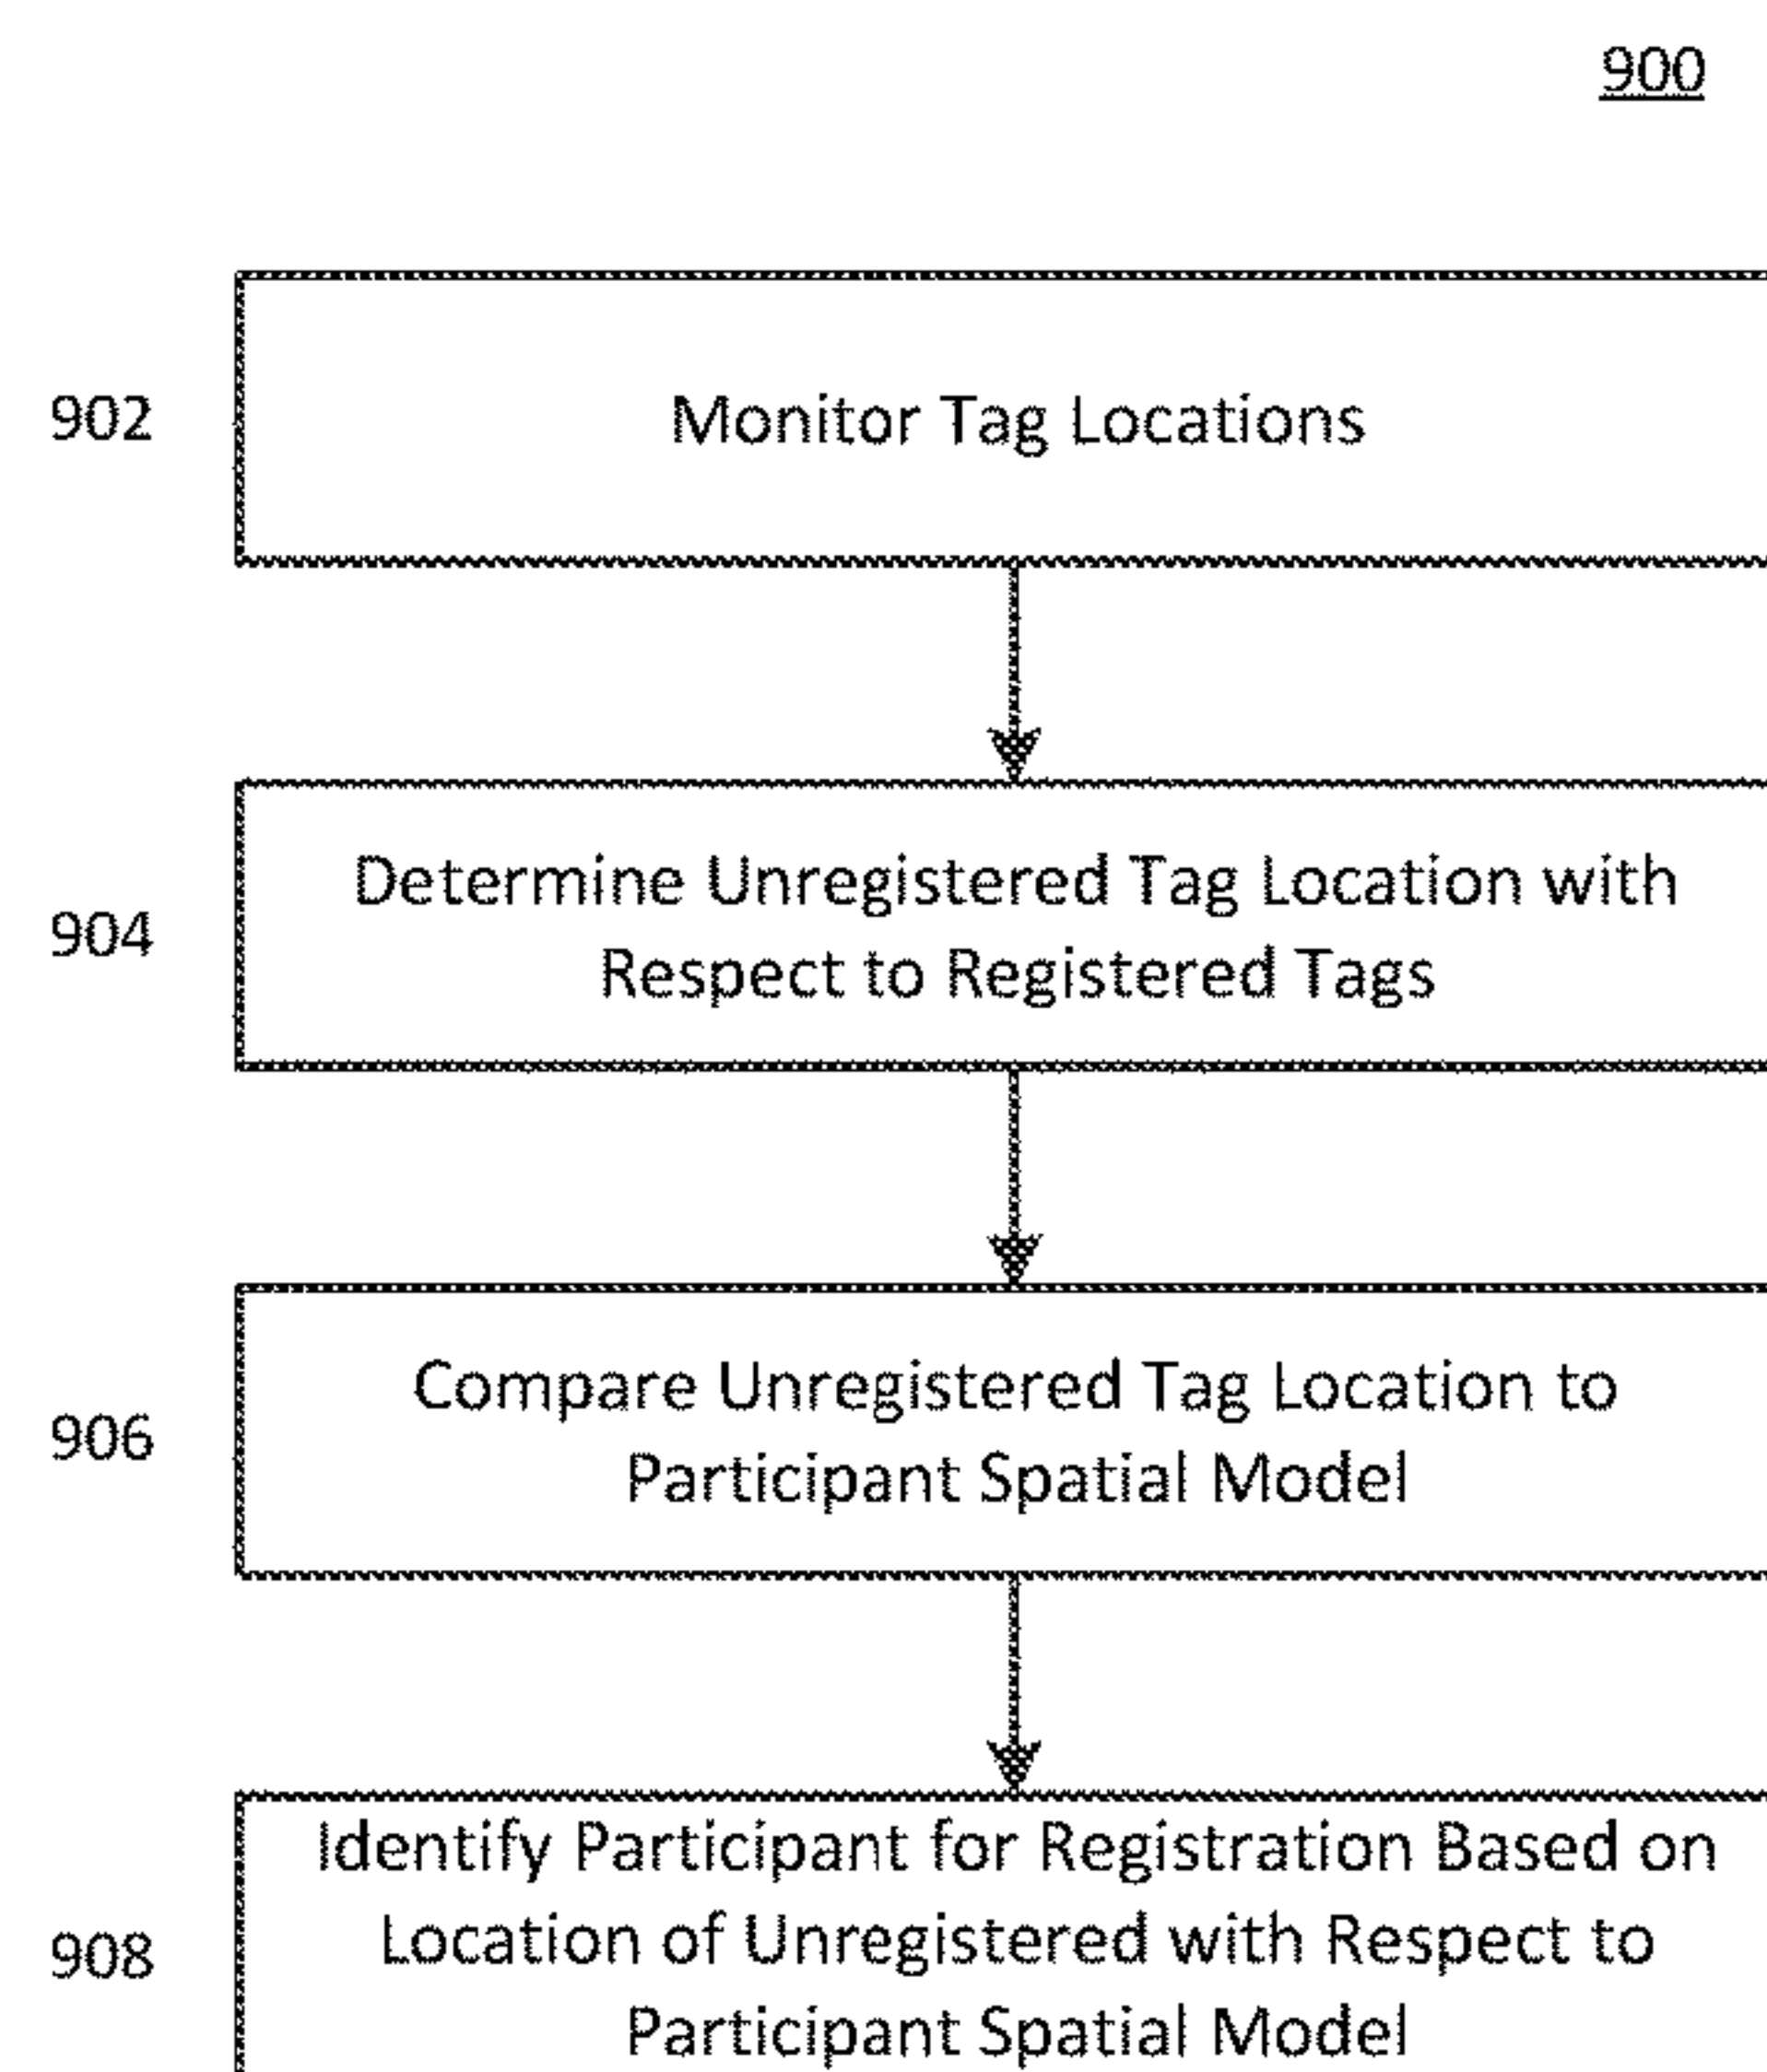 900
902
Monitor Tag Locations
904
Determine Unregistered Tag Location with
Respect to Registered Tags
906
Compare Unregistered Tag Location to
Participant Spatial Model
908
Identify Participant for Registration Based on
Location of Unregistered with Respect to
Participant Spatial Model